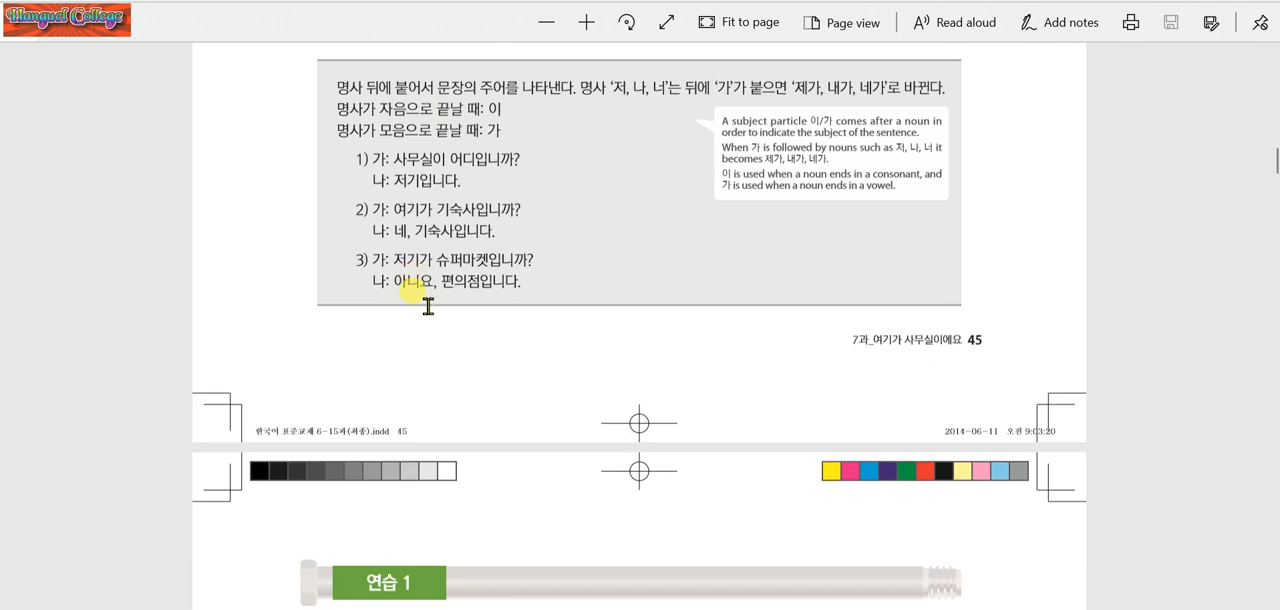 Hanguel College
Fit to page
Page view
Read aloud
Add notes
명사 뒤에 붙어서 문장의 주어를 나타낸다. 명사 ‘저, 나, 너’는 뒤에 ‘가’가 붙으면 ‘제가, 내가, 네가’로 바뀐다.
명사가 자음으로 끝날 때: 이
명사가 모음으로 끝날 때: 가
A subject particle 이/가 comes after a noun in
order to indicate the subject of the sentence.
When 가 is followed by nouns such as 저, 나, 너 it
becomes 제가, 내가, 네가.
이 is used when a noun ends in a consonant, and
가 is used when a noun ends in a vowel.
1) 가: 사무실이 어디입니까?
나: 저기입니다.
2) 가: 여기가 기숙사입니까?
나: 네, 기숙사입니다.
3) 가: 저기가 슈퍼마켓입니까?
나: 아니요, 편의점입니다.
7과_여기가 사무실이에요 45
한국어 표준교재 6-15과(최종).indd 45
2014-06-11 오전 9:03:20
연습 1